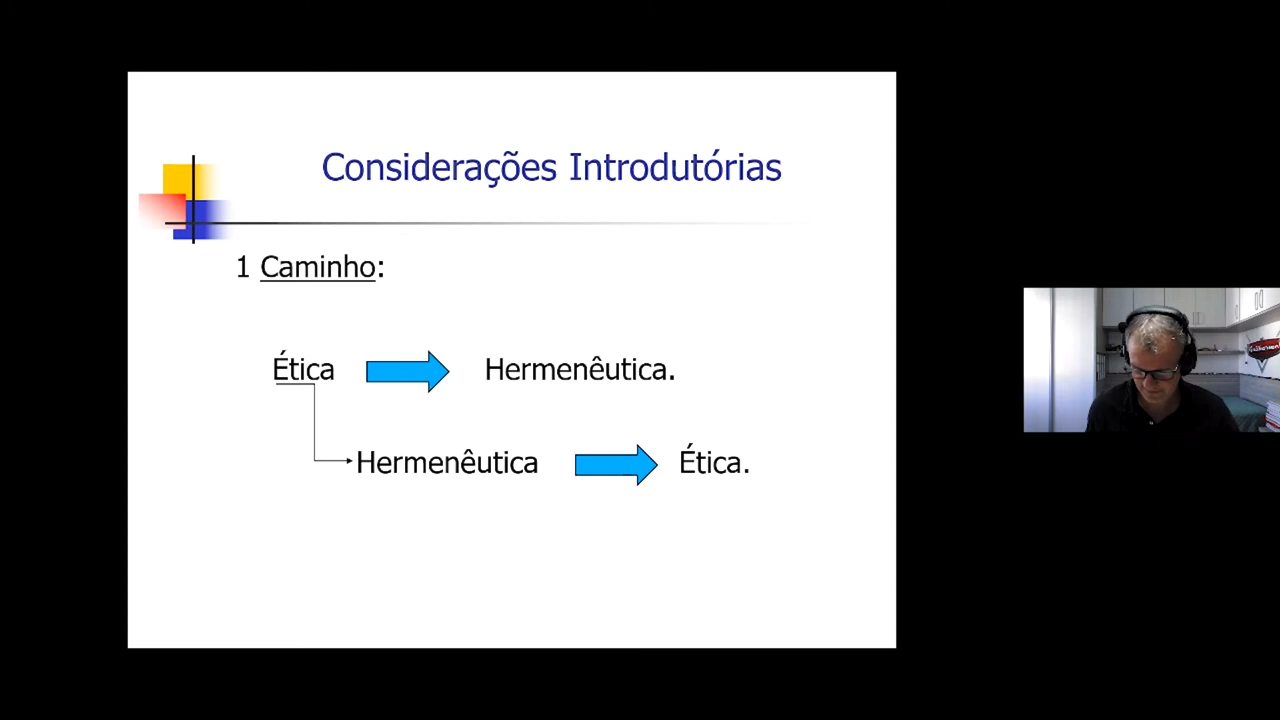 Considerações Introdutórias
1 Caminho:
Ética Hermenêutica.
Hermenêutica Ética.